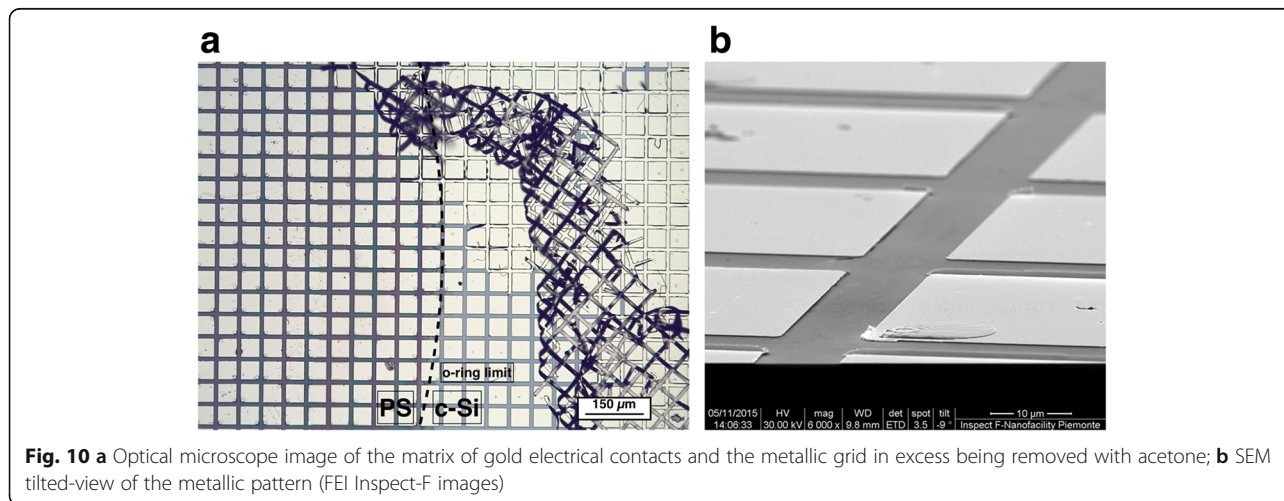 a
b
o-ring limit
PS c-Si
150 µm
05/11/2015 HV mag WD det spot tilt 10 µm
14:06:33 30.00 kV 6 000 x 9.8 mm ETD 3.5 -9 ° Inspect F-Nanofacility Piemonte
Fig. 10 a Optical microscope image of the matrix of gold electrical contacts and the metallic grid in excess being removed with acetone; b SEM
tilted-view of the metallic pattern (FEI Inspect-F images)